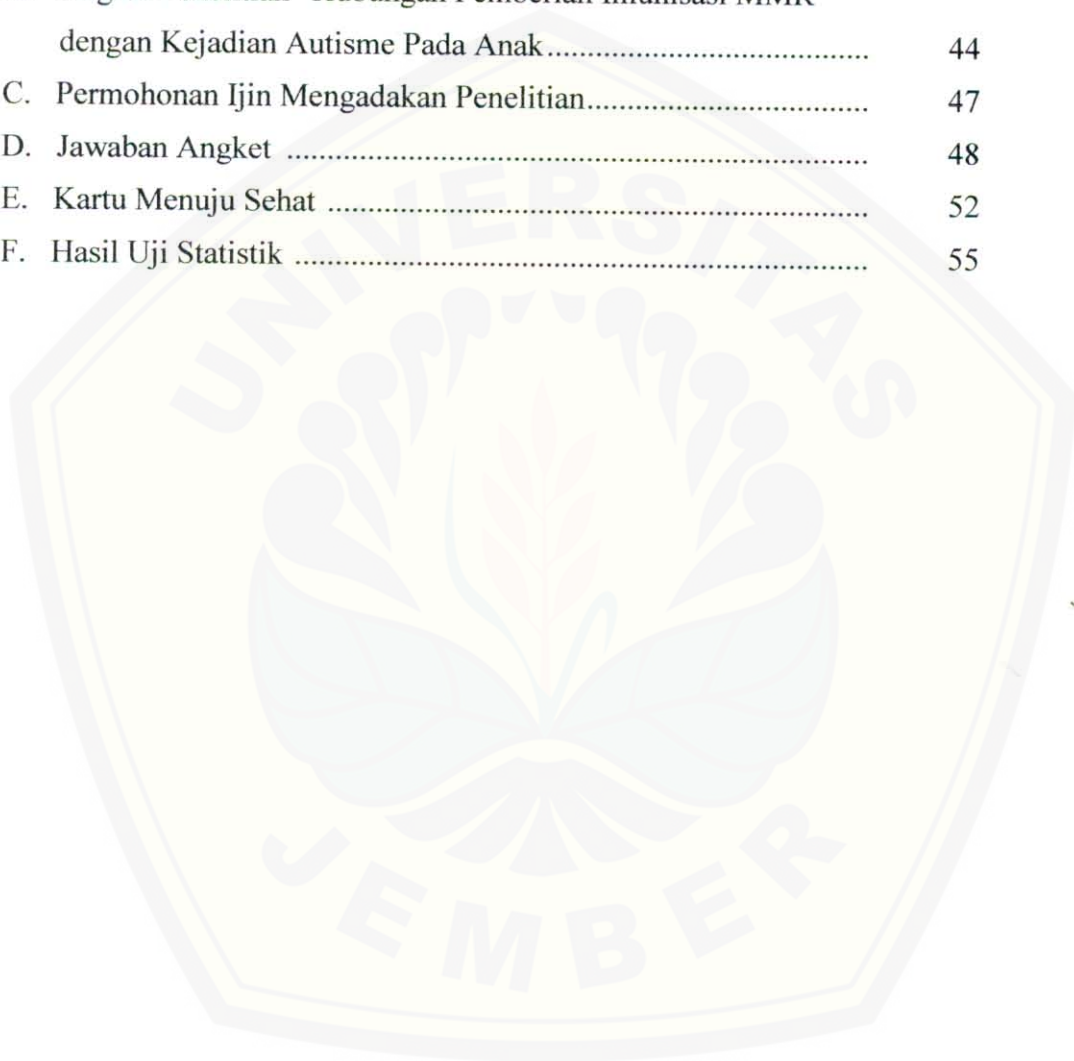 dengan Kejadian Autisme Pada Anak....................................... 44
C. Permohonan Ijin Mengadakan Penelitian.................................. 47
D. Jawaban Angket ....................................................................... 48
E. Kartu Menuju Sehat .................................................................. 52
F. Hasil Uji Statistik ...................................................................... 55
UNIVERSITAS
JEMBER